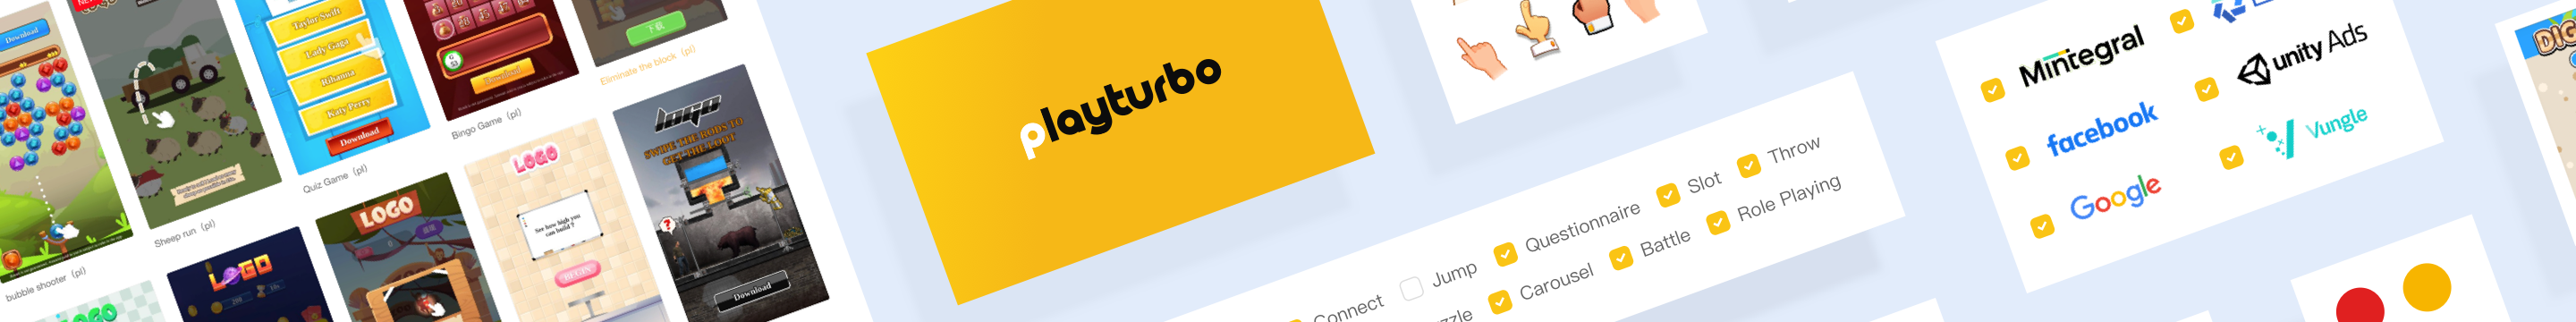 Download
bubble shooter (pl)
Sheep run (pl)
Taylor Swift
Lady Gaga
Rihanna
Katy Perry
Download
Quiz Game (pl)
Download
Bingo Game (pl)
下载
Eliminate the block (pl)
LOGO
LOGO
LOGO
LOGO
See how high you
can build ?
BEGIN
logo
SWIPE THE RODS TO
GET THE LOOT
Download
playturbo
Connect
Jump
Questionnaire
Slot
Throw
Carousel
Battle
Role Playing
Mintegral
facebook
Google
unity Ads
Vungle